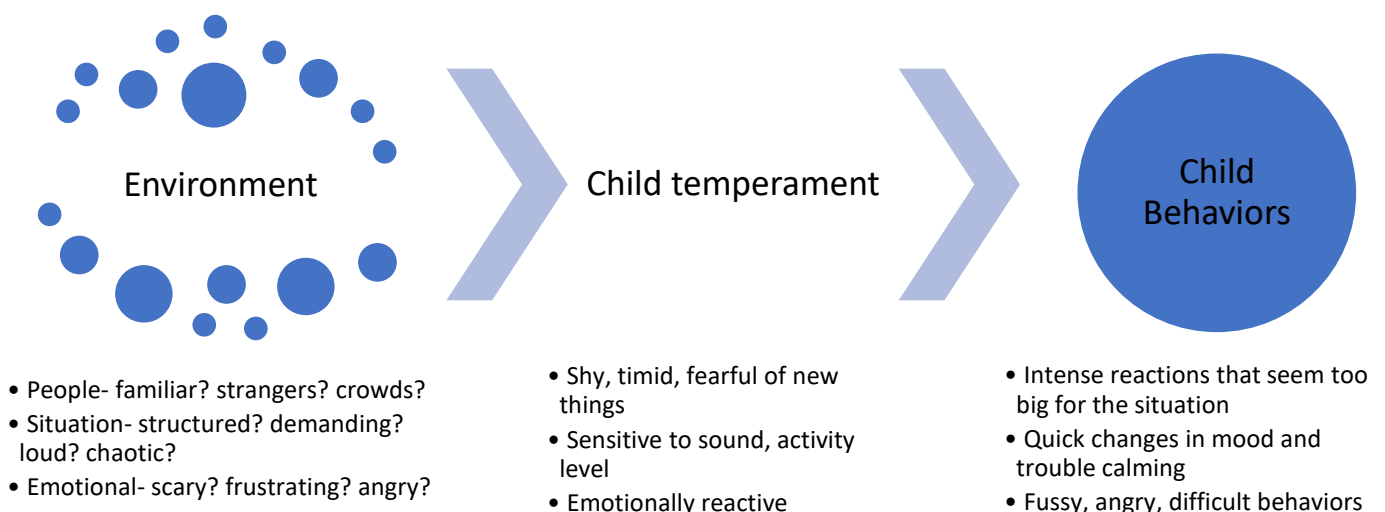 Environment
Child temperament
Child
Behaviors
• People- familiar? strangers? crowds?
• Situation- structured? demanding?
loud? chaotic?
• Emotional- scary? frustrating? angry?
• Shy, timid, fearful of new
things
• Sensitive to sound, activity
level
• Emotionally reactive
• Intense reactions that seem too
big for the situation
• Quick changes in mood and
trouble calming
• Fussy, angry, difficult behaviors